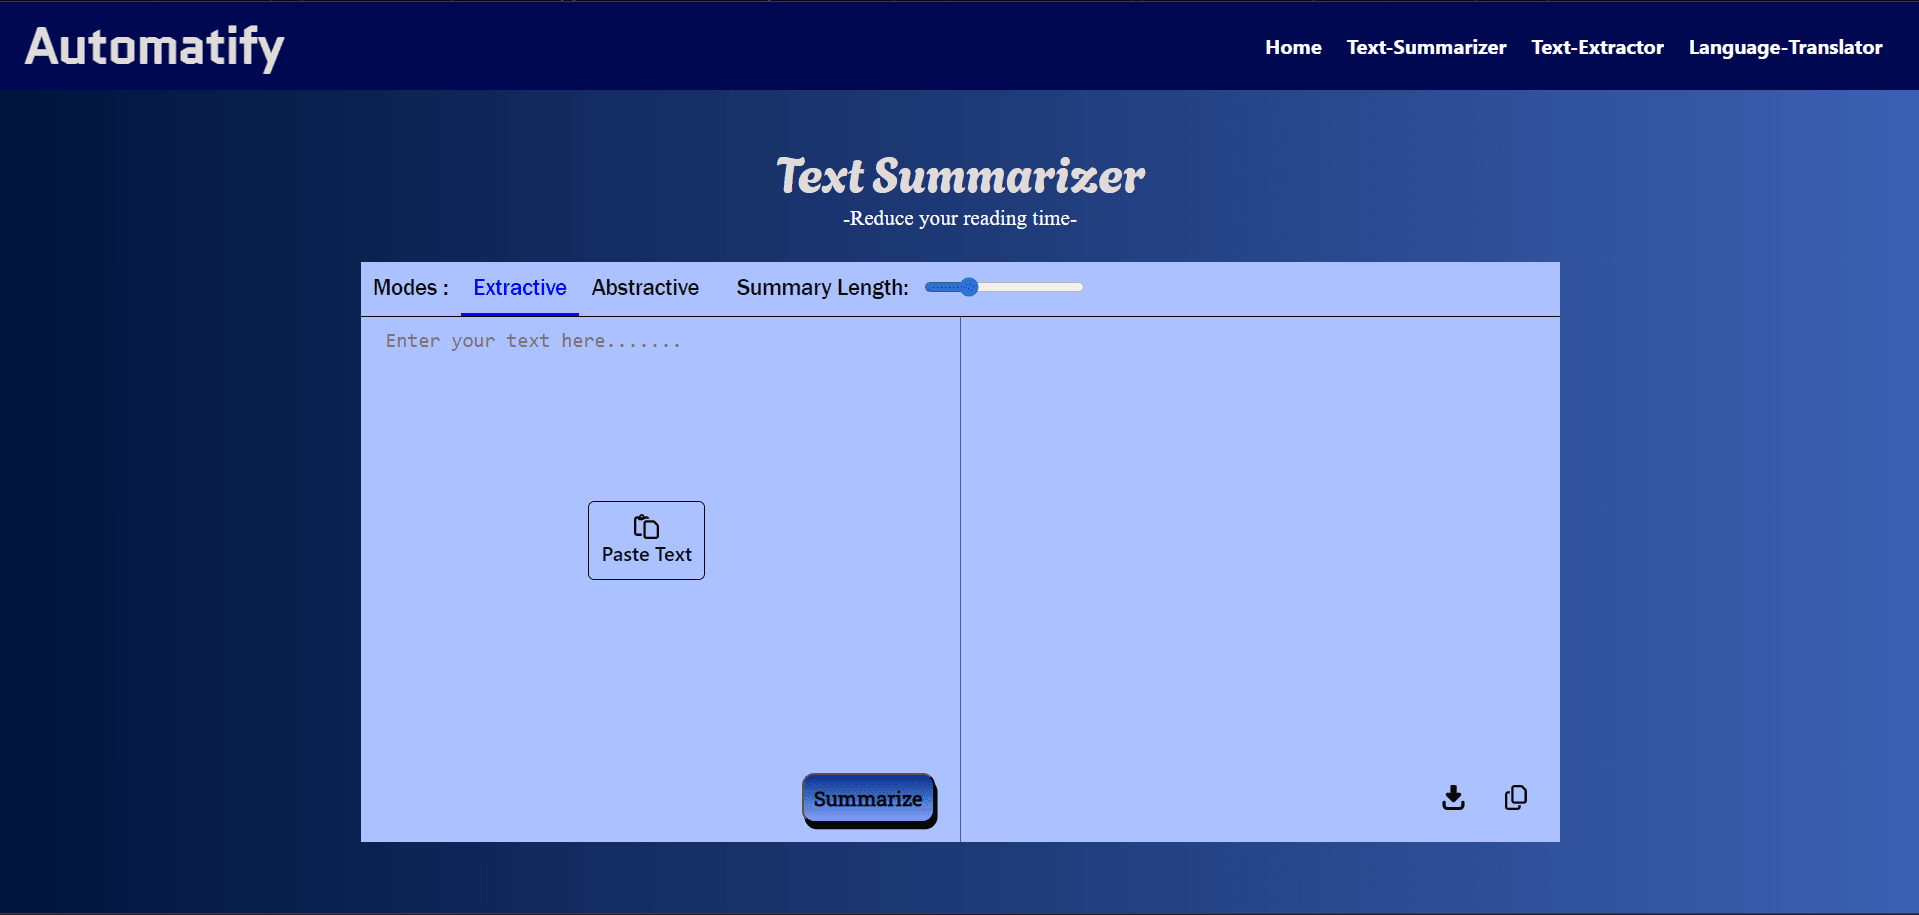 Automatify
Home Text-Summarizer Text-Extractor Language-Translator
Text Summarizer
-Reduce your reading time-
Modes : Extractive Abstractive Summary Length:
Enter your text here.......
Paste Text
Summarize